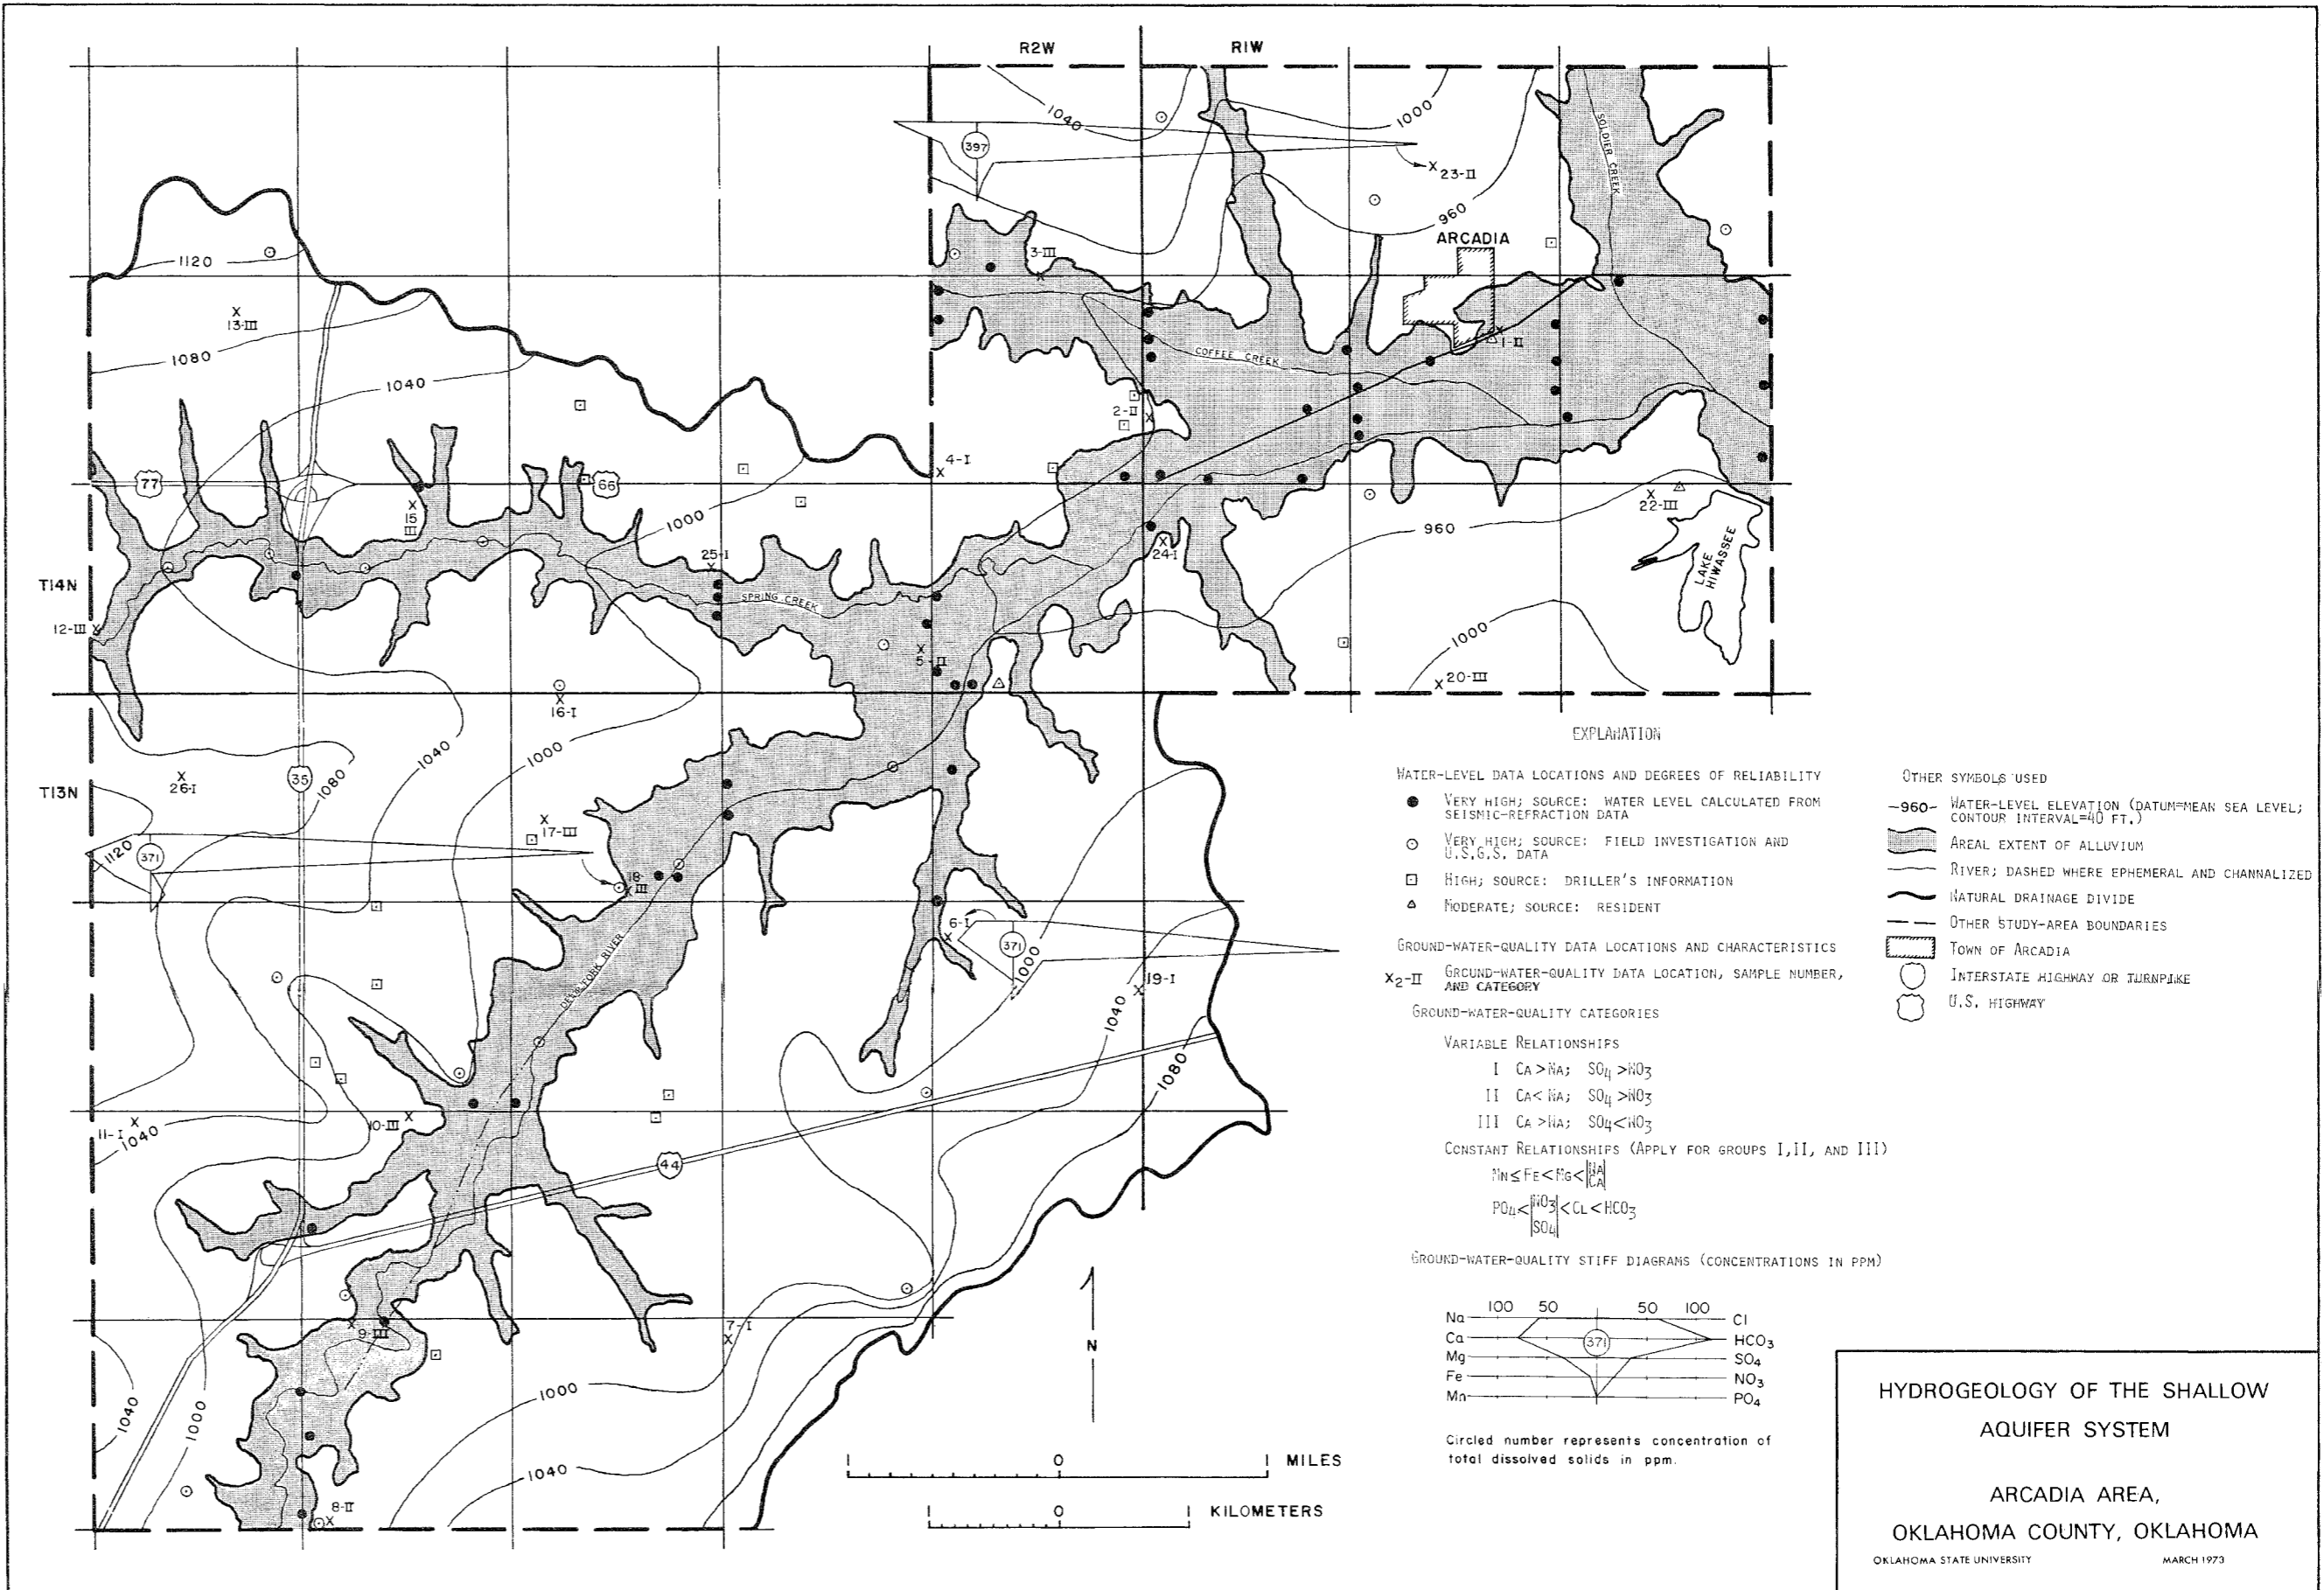 R2W
R1W
1040
1000
397
SOLDIER CREEK
X 23-II
960
ARCADIA
3-III
X
1120
X
13-III
1080
1040
COFFEE CREEK
X
1-II
2-II
X
4-I
X
77
66
X
15
III
1000
X
22-III
960
25-I
X
X
24-I
LAKE
HIWASSEE
T14N
SPRING CREEK
12-III X
1000
X
5-II
X 20-III
X
16-I
1040
1000
35
1080
T13N
X
26-I
X
17-III
1120
371
18-
X III
6-I
X
371
1000
DEEP FORK RIVER
19-I
X
1040
1080
X
11-I
1040
X
10-III
44
X
9-III
7-I
X
N
1040
1000
1000
1040
8-II
X
1 0 1 MILES
1 0 1 KILOMETERS
EXPLANATION
WATER-LEVEL DATA LOCATIONS AND DEGREES OF RELIABILITY
VERY HIGH; SOURCE: WATER LEVEL CALCULATED FROM
SEISMIC-REFRACTION DATA
VERY HIGH; SOURCE: FIELD INVESTIGATION AND
U.S.G.S. DATA
HIGH; SOURCE: DRILLER'S INFORMATION
MODERATE; SOURCE: RESIDENT
GROUND-WATER-QUALITY DATA LOCATIONS AND CHARACTERISTICS
X2-II GROUND-WATER-QUALITY DATA LOCATION, SAMPLE NUMBER,
AND CATEGORY
GROUND-WATER-QUALITY CATEGORIES
VARIABLE RELATIONSHIPS
I CA>NA; SO4>NO3
II CA<NA; SO4>NO3
III CA>NA; SO4<NO3
CONSTANT RELATIONSHIPS (APPLY FOR GROUPS I,II, AND III)
MN≤FE<MG<|NA|
|CA|
PO4<|NO3|<CL<HCO3
|SO4|
GROUND-WATER-QUALITY STIFF DIAGRAMS (CONCENTRATIONS IN PPM)
100 50 50 100
Na Cl
Ca 371 HCO3
Mg SO4
Fe NO3
Mn PO4
Circled number represents concentration of
total dissolved solids in ppm.
OTHER SYMBOLS USED
-960- WATER-LEVEL ELEVATION (DATUM=MEAN SEA LEVEL;
CONTOUR INTERVAL=40 FT.)
AREAL EXTENT OF ALLUVIUM
RIVER; DASHED WHERE EPHEMERAL AND CHANNALIZED
NATURAL DRAINAGE DIVIDE
OTHER STUDY-AREA BOUNDARIES
TOWN OF ARCADIA
INTERSTATE HIGHWAY OR TURNPIKE
U.S. HIGHWAY
HYDROGEOLOGY OF THE SHALLOW
AQUIFER SYSTEM
ARCADIA AREA,
OKLAHOMA COUNTY, OKLAHOMA
OKLAHOMA STATE UNIVERSITY MARCH 1973